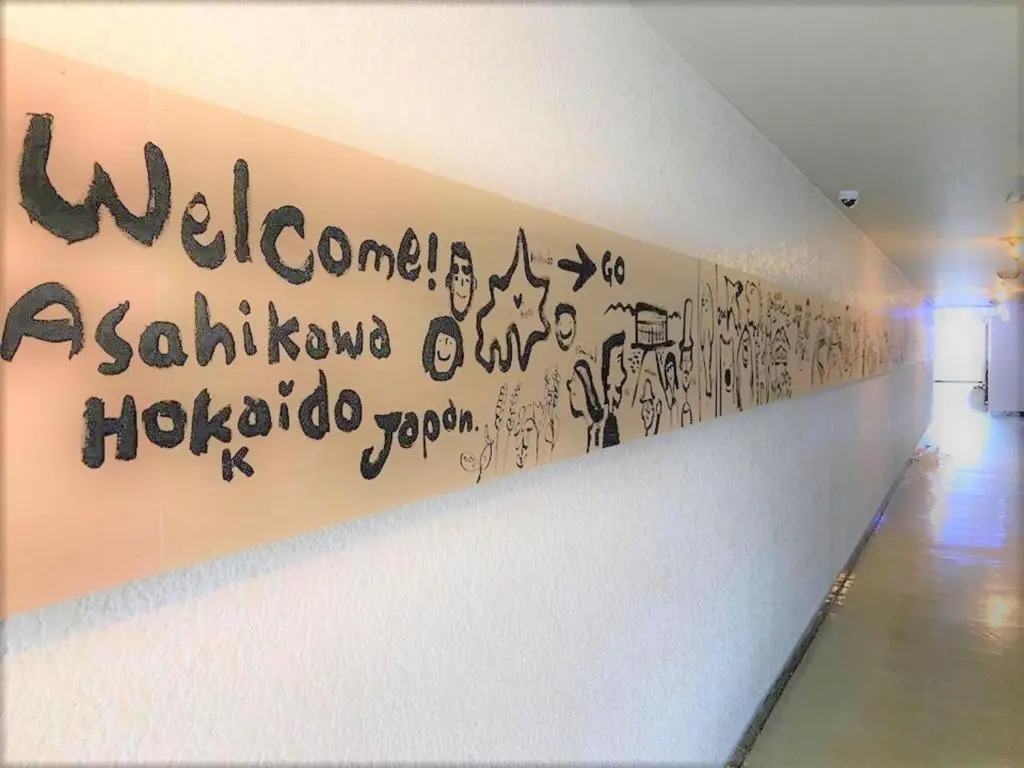 Welcome!
→ GO
Asahikawa
Hokkaido Japan.
K